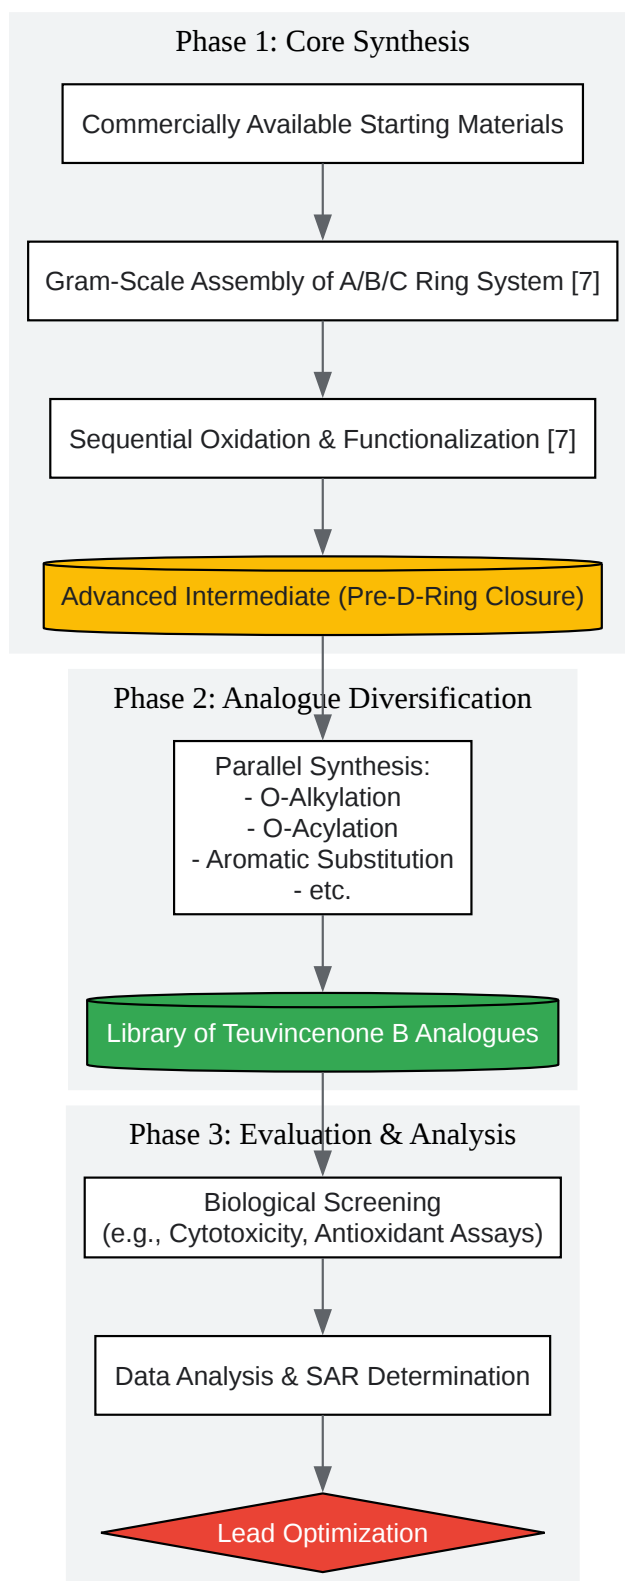 Phase 1: Core Synthesis
Commercially Available Starting Materials
Gram-Scale Assembly of A/B/C Ring System [7]
Sequential Oxidation & Functionalization [7]
Advanced Intermediate (Pre-D-Ring Closure)
Phase 2: Analogue Diversification
Parallel Synthesis:
- O-Alkylation
- O-Acylation
- Aromatic Substitution
- etc.
Library of Teuvincenone B Analogues
Phase 3: Evaluation & Analysis
Biological Screening
(e.g., Cytotoxicity, Antioxidant Assays)
Data Analysis & SAR Determination
Lead Optimization